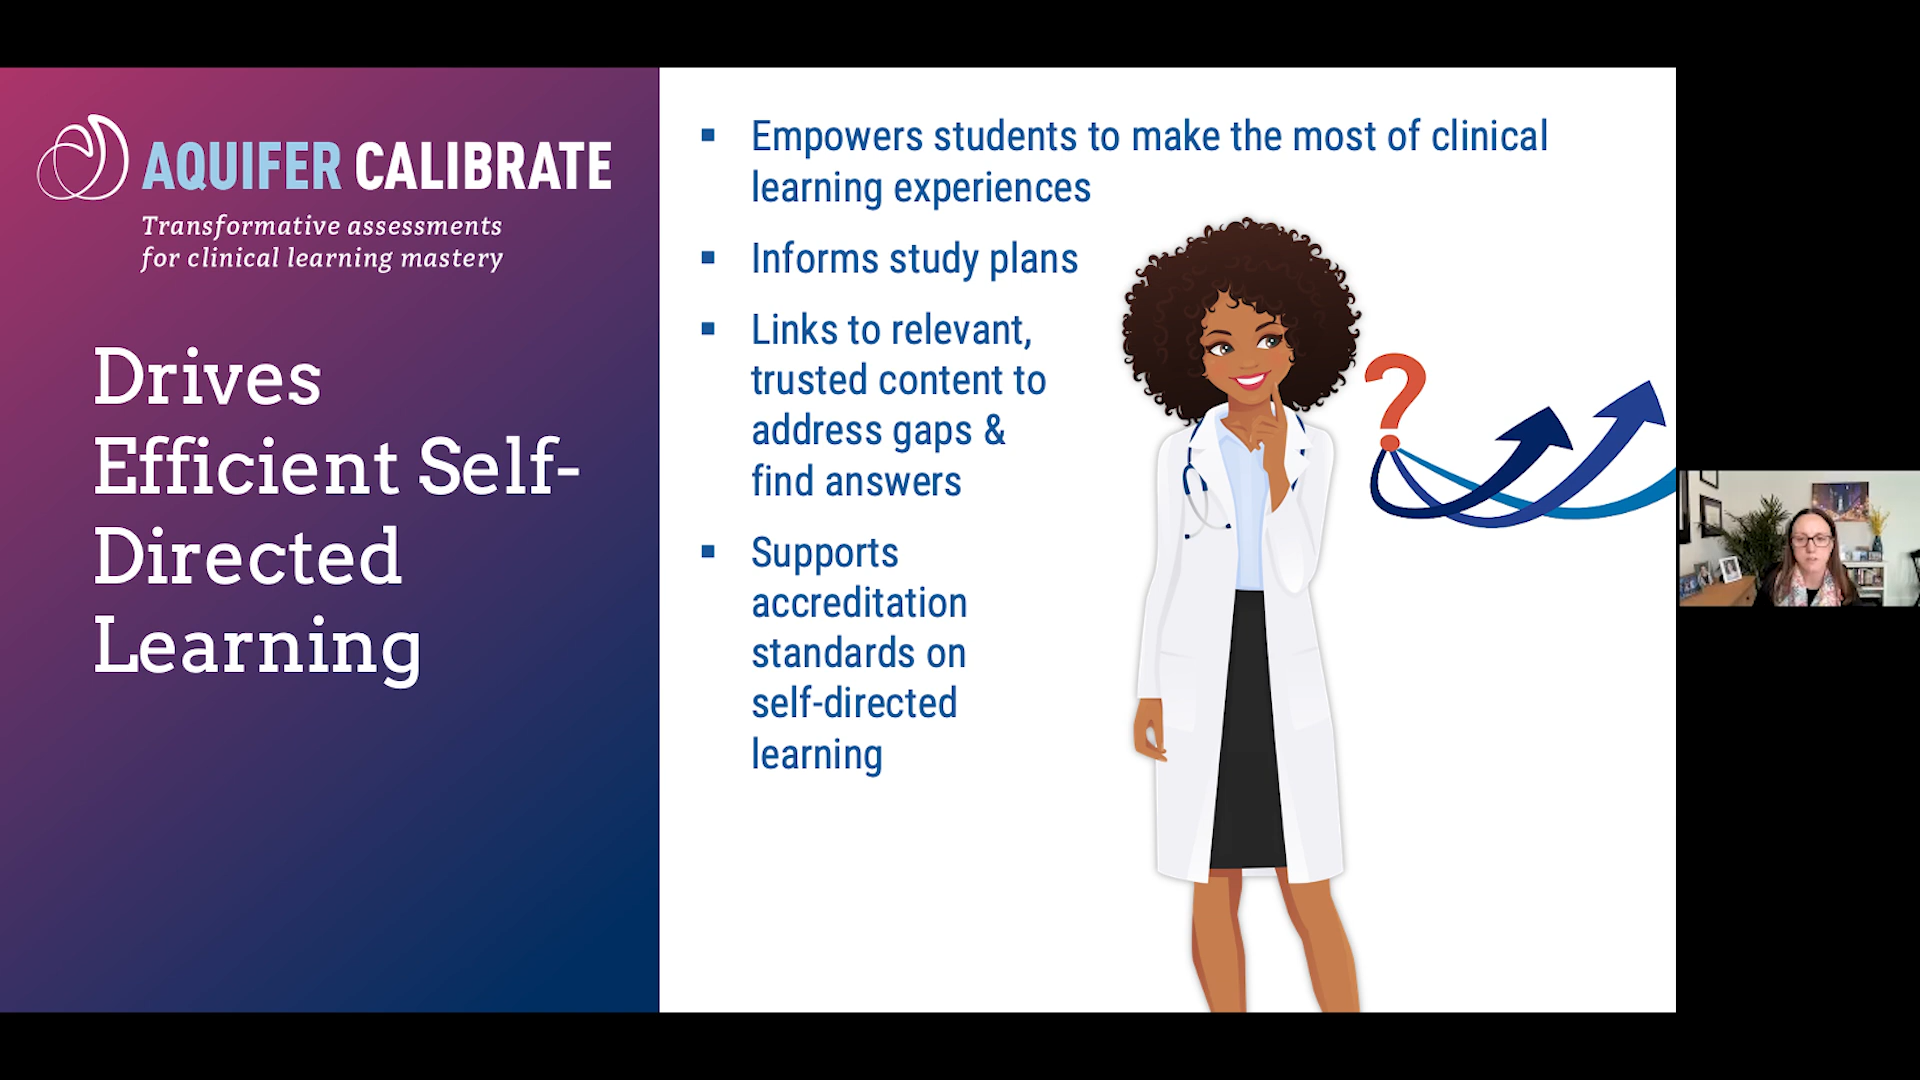 AQUIFER CALIBRATE
Transformative assessments
for clinical learning mastery
Drives
Efficient Self-
Directed
Learning
Empowers students to make the most of clinical
learning experiences
Informs study plans
Links to relevant,
trusted content to
address gaps &
find answers
Supports
accreditation
standards on
self-directed
learning
?